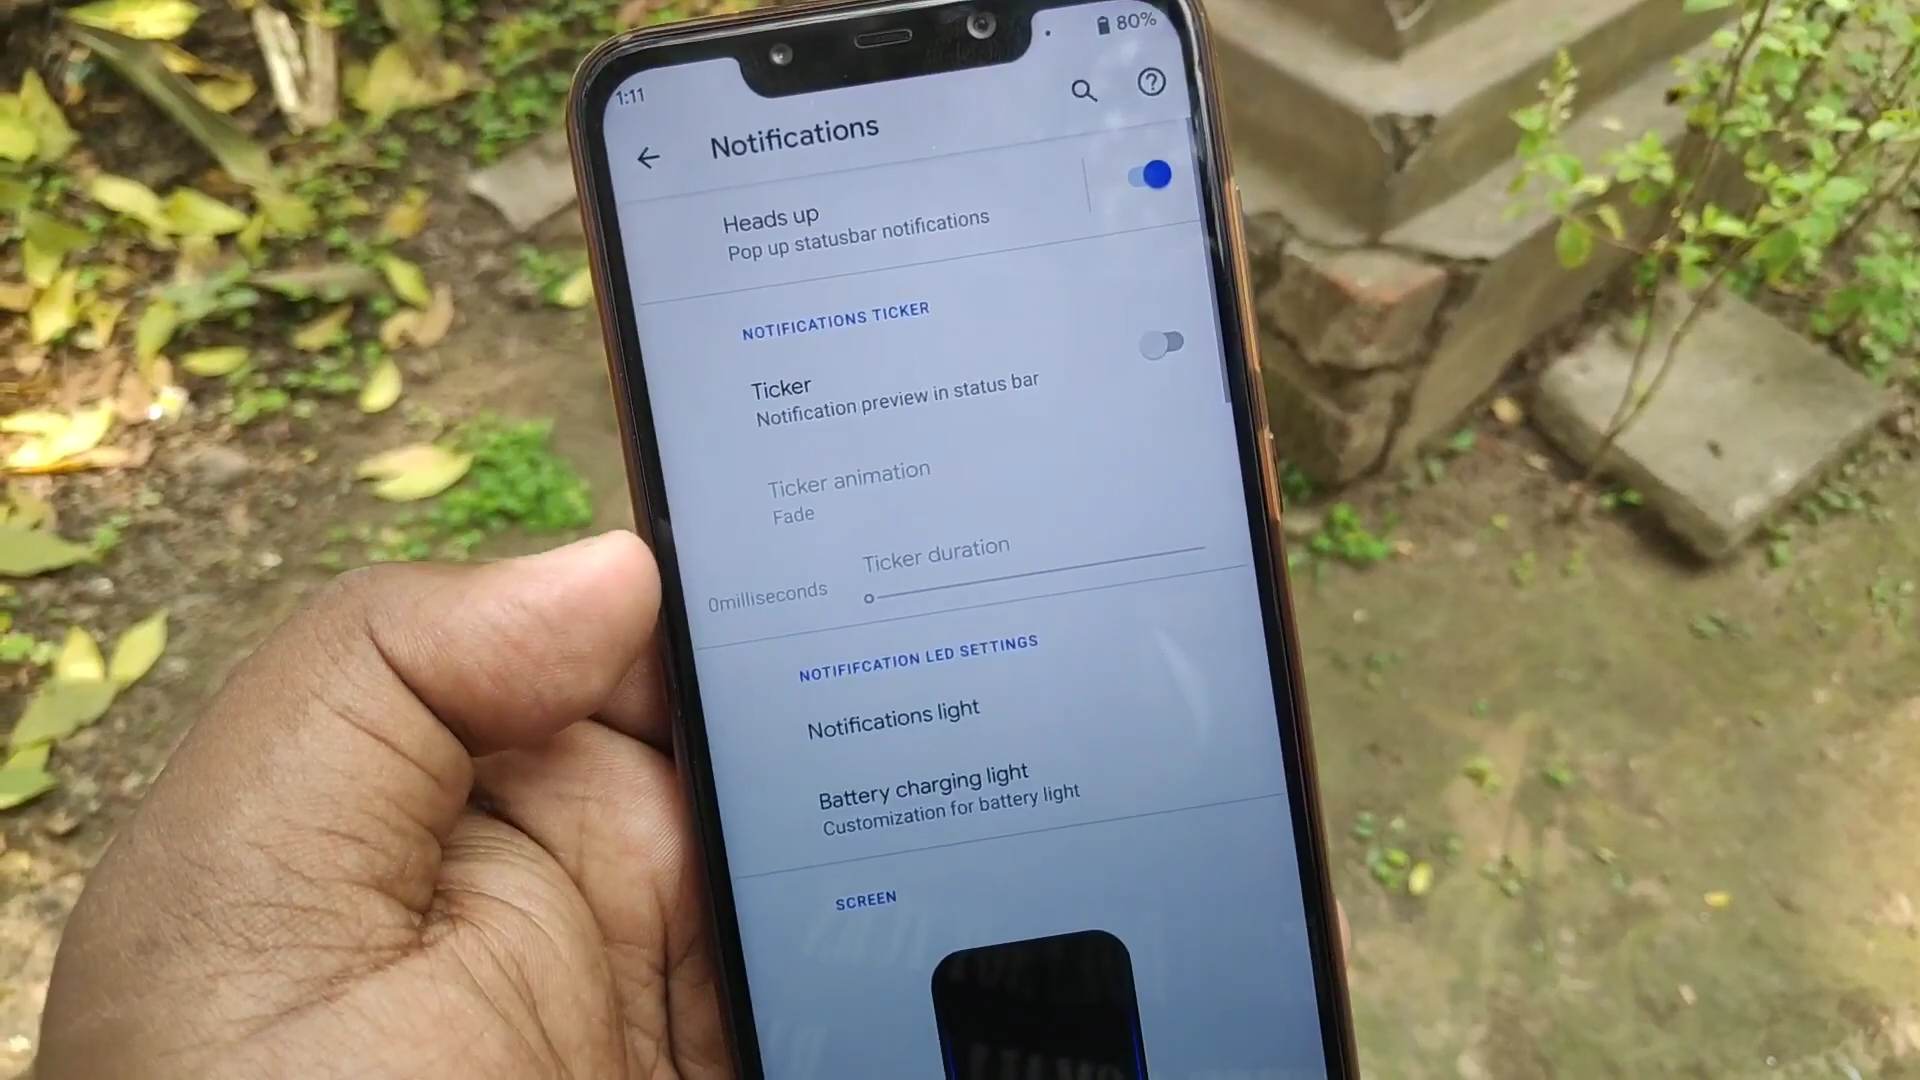 1:11
80%
Notifications
Heads up
Pop up statusbar notifications
NOTIFICATIONS TICKER
Ticker
Notification preview in status bar
Ticker animation
Fade
Ticker duration
0milliseconds
NOTIFIFCATION LED SETTINGS
Notifications light
Battery charging light
Customization for battery light
SCREEN